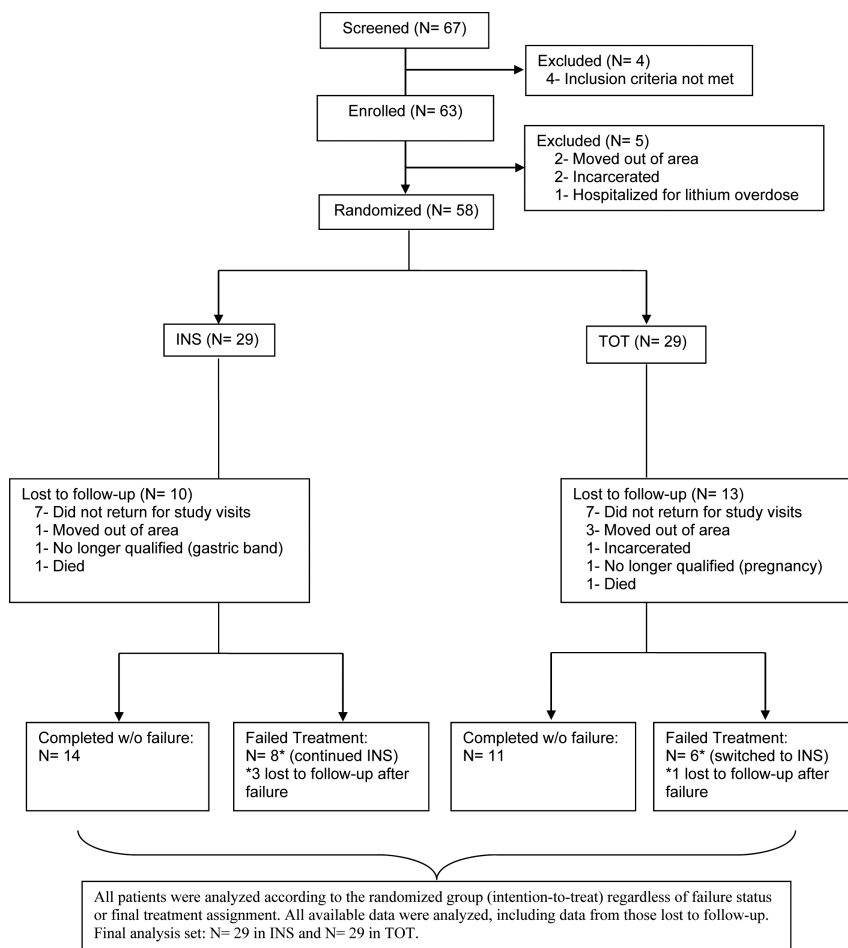 Screened (N= 67)
Excluded (N= 4)
4- Inclusion criteria not met
Enrolled (N= 63)
Excluded (N= 5)
2- Moved out of area
2- Incarcerated
1- Hospitalized for lithium overdose
Randomized (N= 58)
INS (N= 29)
TOT (N= 29)
Lost to follow-up (N= 10)
7- Did not return for study visits
1- Moved out of area
1- No longer qualified (gastric band)
1- Died
Lost to follow-up (N= 13)
7- Did not return for study visits
3- Moved out of area
1- Incarcerated
1- No longer qualified (pregnancy)
1- Died
Completed w/o failure:
N= 14
Failed Treatment:
N= 8* (continued INS)
*3 lost to follow-up after
failure
Completed w/o failure:
N= 11
Failed Treatment:
N= 6* (switched to INS)
*1 lost to follow-up after
failure
All patients were analyzed according to the randomized group (intention-to-treat) regardless of failure status
or final treatment assignment. All available data were analyzed, including data from those lost to follow-up.
Final analysis set: N= 29 in INS and N= 29 in TOT.